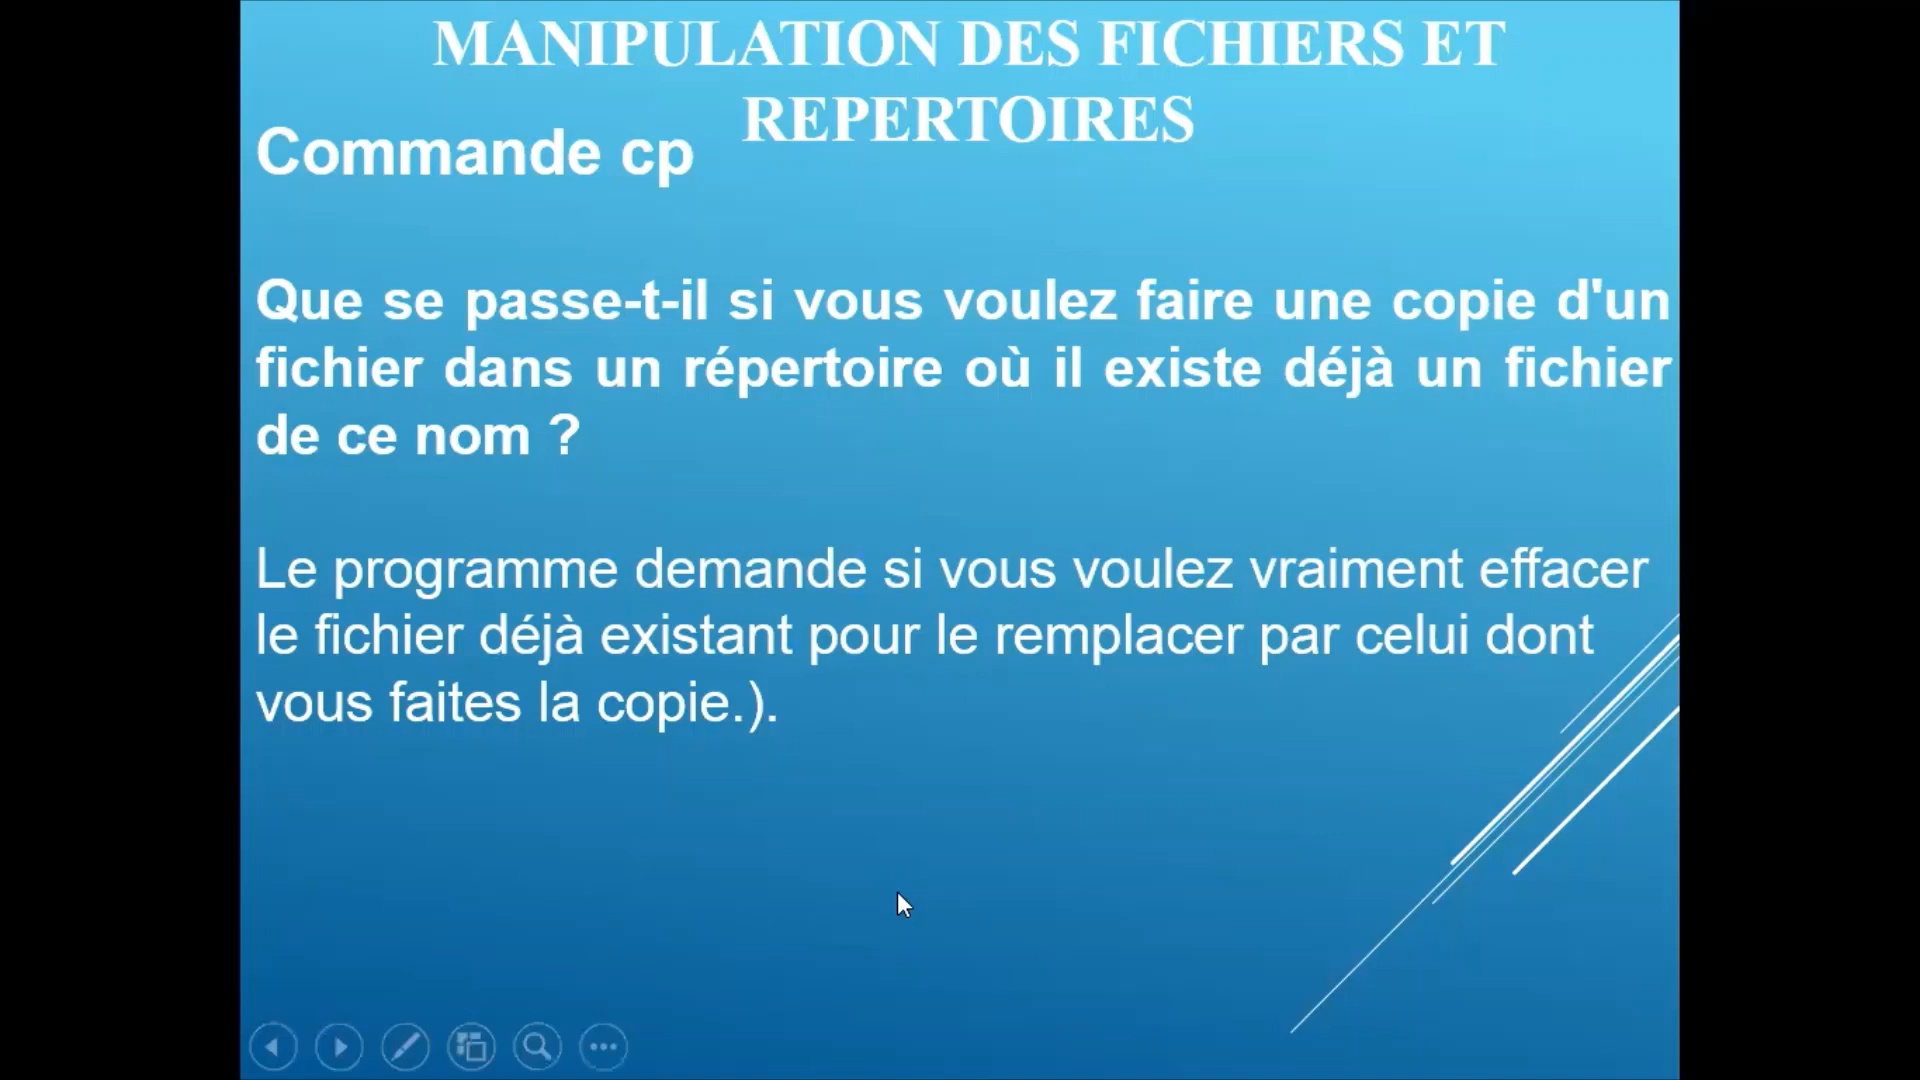 MANIPULATION DES FICHIERS ET
REPERTOIRES
Commande cp
Que se passe-t-il si vous voulez faire une copie d'un
fichier dans un répertoire où il existe déjà un fichier
de ce nom ?
Le programme demande si vous voulez vraiment effacer
le fichier déjà existant pour le remplacer par celui dont
vous faites la copie.).